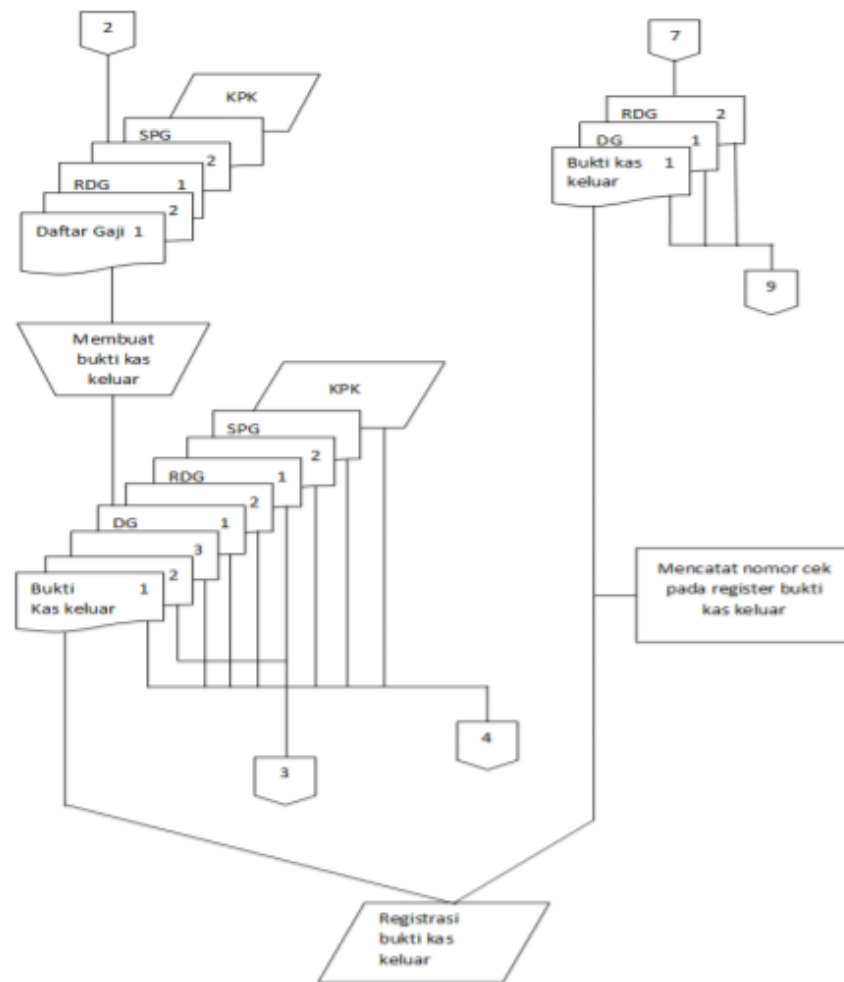 2
KPK
SPG
2
RDG 1
2
Daftar Gaji 1
Membuat
bukti kas
keluar
KPK
SPG
2
RDG 1
2
DG 1
3
2
Bukti 1
Kas keluar
4
3
7
RDG 2
DG 1
Bukti kas 1
keluar
9
Mencatat nomor cek
pada register bukti
kas keluar
Registrasi
bukti kas
keluar